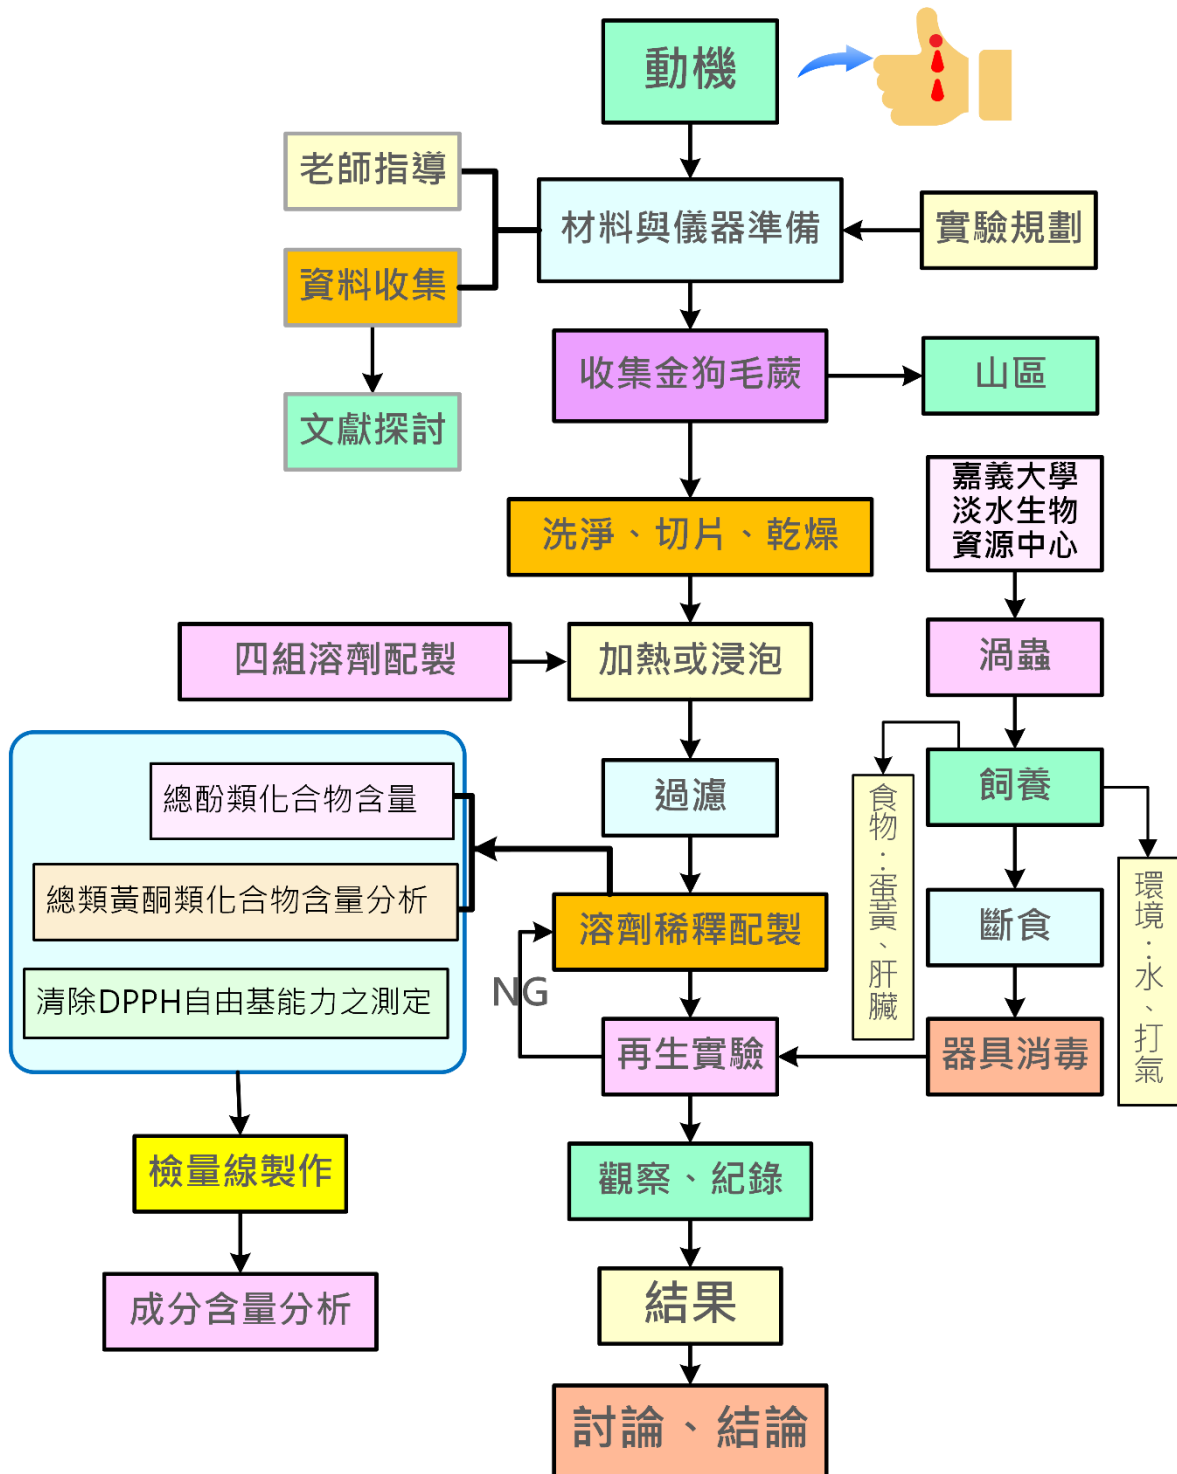 動機
老師指導
材料與儀器準備
實驗規劃
資料收集
收集金狗毛蕨
山區
文獻探討
嘉義大學
淡水生物
資源中心
洗淨、切片、乾燥
四組溶劑配製
加熱或浸泡
渦蟲
總酚類化合物含量
過濾
飼養
食物：蛋黃、肝臟
環境：水、打氣
總類黃酮類化合物含量分析
溶劑稀釋配製
斷食
NG
清除DPPH自由基能力之測定
再生實驗
器具消毒
檢量線製作
觀察、紀錄
成分含量分析
結果
討論、結論